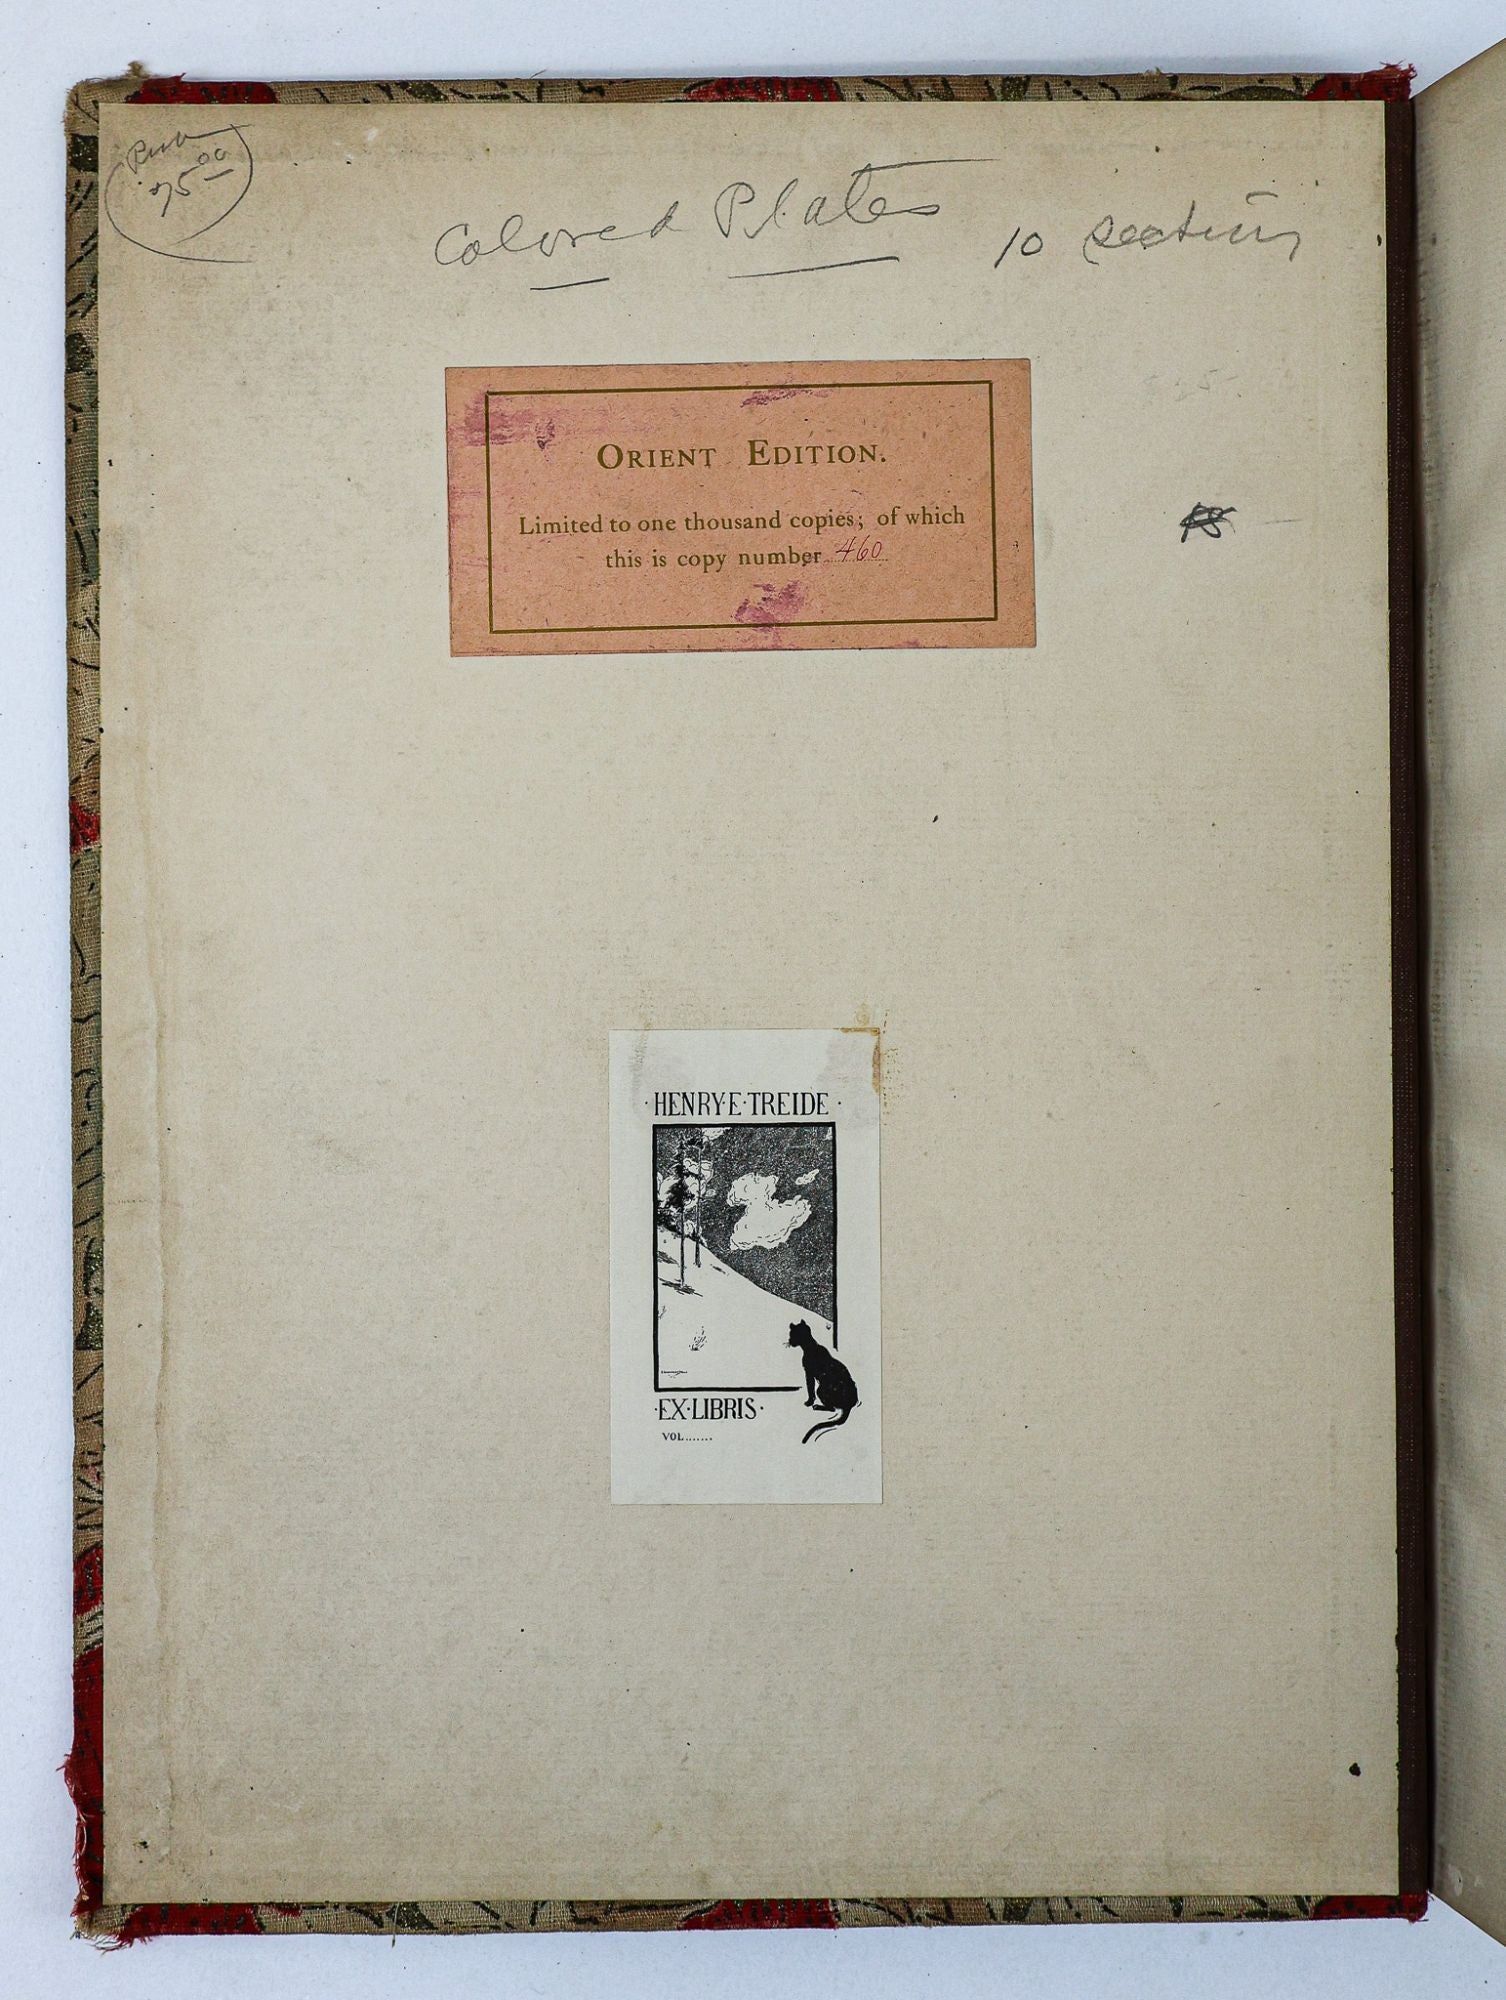 75.00
Colored Plates 10 sections
ORIENT EDITION.
Limited to one thousand copies; of which
this is copy number 460
·HENRY·E·TREIDE·
·EX·LIBRIS·
VOL.......